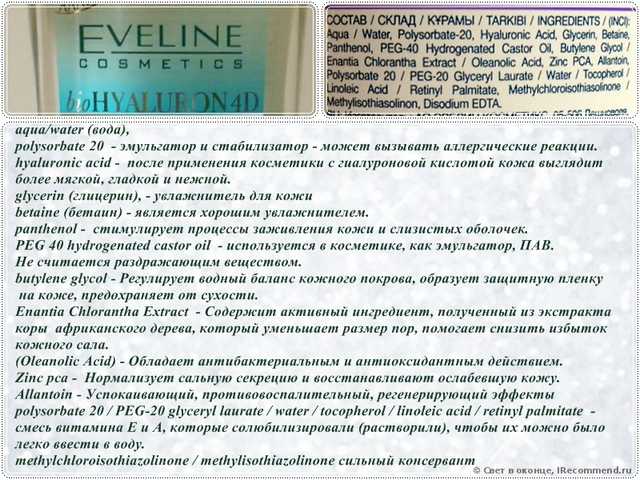 EVELINE
COSMETICS
bioHYALURON4D
СОСТАВ / СКЛАД / ҚҰРАМЫ / TARKIBI / INGREDIENTS / (INCI):
Aqua / Water, Polysorbate-20, Hyaluronic Acid, Glycerin, Betaine,
Panthenol, PEG-40 Hydrogenated Castor Oil, Butylene Glycol /
Enantia Chlorantha Extract / Oleanolic Acid, Zinc PCA, Allantoin,
Polysorbate 20 / PEG-20 Glyceryl Laurate / Water / Tocopherol /
Linoleic Acid / Retinyl Palmitate, Methylchloroisothiasolinone /
Methylisothiasolinone, Disodium EDTA.
aqua/water (вода),
polysorbate 20 - эмульгатор и стабилизатор - может вызывать аллергические реакции.
hyaluronic acid - после применения косметики с гиалуроновой кислотой кожа выглядит
более мягкой, гладкой и нежной.
glycerin (глицерин), - увлажнитель для кожи
betaine (бетаин) - является хорошим увлажнителем.
panthenol - стимулирует процессы заживления кожи и слизистых оболочек.
PEG 40 hydrogenated castor oil - используется в косметике, как эмульгатор, ПАВ.
Не считается раздражающим веществом.
butylene glycol - Регулирует водный баланс кожного покрова, образует защитную пленку
на коже, предохраняет от сухости.
Enantia Chlorantha Extract - Содержит активный ингредиент, полученный из экстракта
коры африканского дерева, который уменьшает размер пор, помогает снизить избыток
кожного сала.
(Oleanolic Acid) - Обладает антибактериальным и антиоксидантным действием.
Zinc pca - Нормализует сальную секрецию и восстанавливают ослабевшую кожу.
Allantoin - Успокаивающий, противовоспалительный, регенерирующий эффекты
polysorbate 20 / PEG-20 glyceryl laurate / water / tocopherol / linoleic acid / retinyl palmitate -
смесь витамина Е и А, которые солюбилизировали (растворили), чтобы их можно было
легко ввести в воду.
methylchloroisothiazolinone / methylisothiazolinone сильный консервант
© Свет в оконце, IRecommend.ru